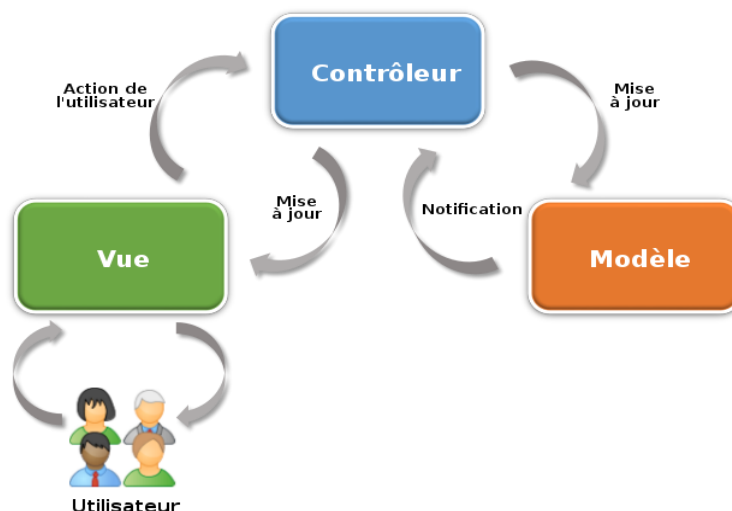 Contrôleur
Action de
l'utilisateur
Mise
à jour
Mise
à jour
Notification
Vue
Modèle
Utilisateur